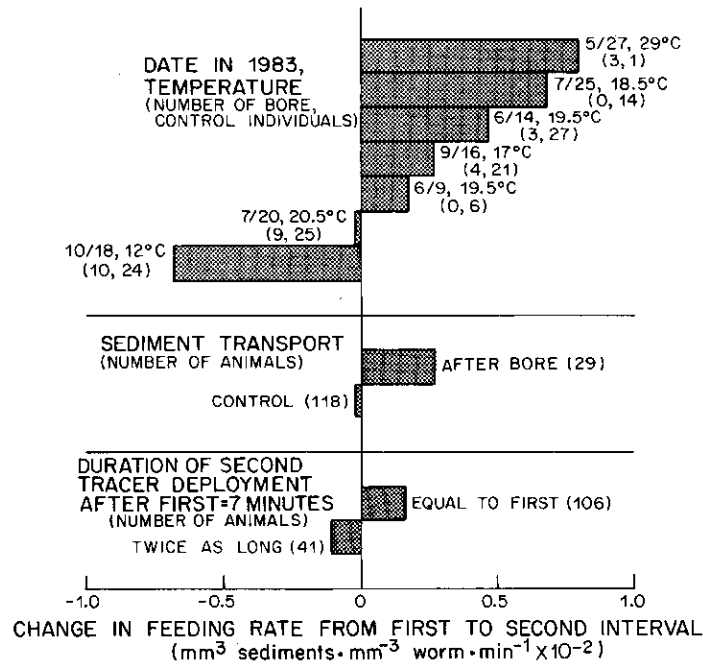 DATE IN 1983,
TEMPERATURE
(NUMBER OF BORE,
CONTROL INDIVIDUALS)
5/27, 29°C
(3, 1)
7/25, 18.5°C
(0, 14)
6/14, 19.5°C
(3, 27)
9/16, 17°C
(4, 21)
6/9, 19.5°C
(0, 6)
7/20, 20.5°C
(9, 25)
10/18, 12°C
(10, 24)
SEDIMENT TRANSPORT
(NUMBER OF ANIMALS)
AFTER BORE (29)
CONTROL (118)
DURATION OF SECOND
TRACER DEPLOYMENT
AFTER FIRST=7 MINUTES
(NUMBER OF ANIMALS)
EQUAL TO FIRST (106)
TWICE AS LONG (41)
-1.0 -0.5 0 0.5 1.0
CHANGE IN FEEDING RATE FROM FIRST TO SECOND INTERVAL
(mm³ sediments·mm⁻³ worm·min⁻¹ X10⁻²)